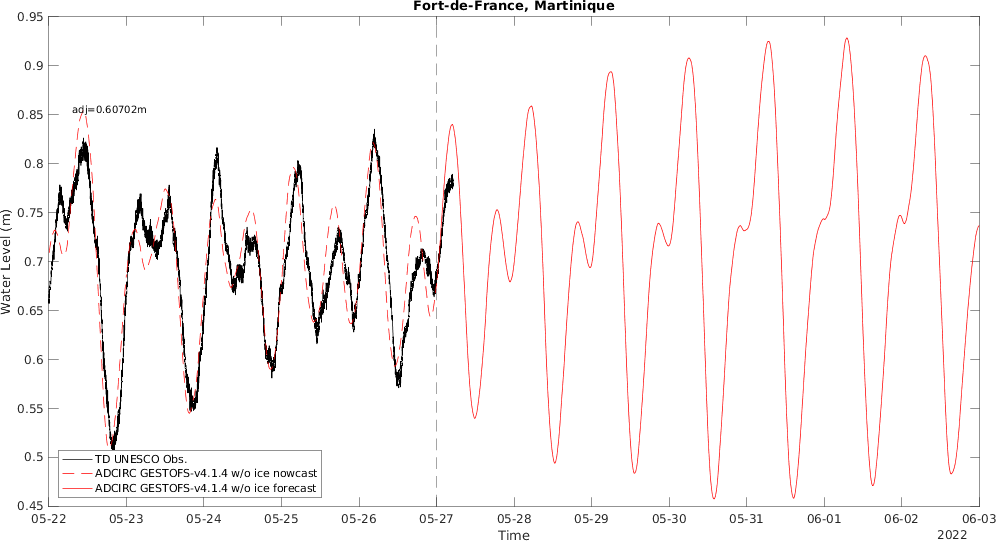 Fort-de-France, Martinique
0.95
0.9
0.85
0.8
0.75
0.7
0.65
0.6
0.55
0.5
0.45
Water Level (m)
adj=0.60702m
TD UNESCO Obs.
ADCIRC GESTOFS-v4.1.4 w/o ice nowcast
ADCIRC GESTOFS-v4.1.4 w/o ice forecast
05-22 05-23 05-24 05-25 05-26 05-27 05-28 05-29 05-30 05-31 06-01 06-02 06-03
Time
2022